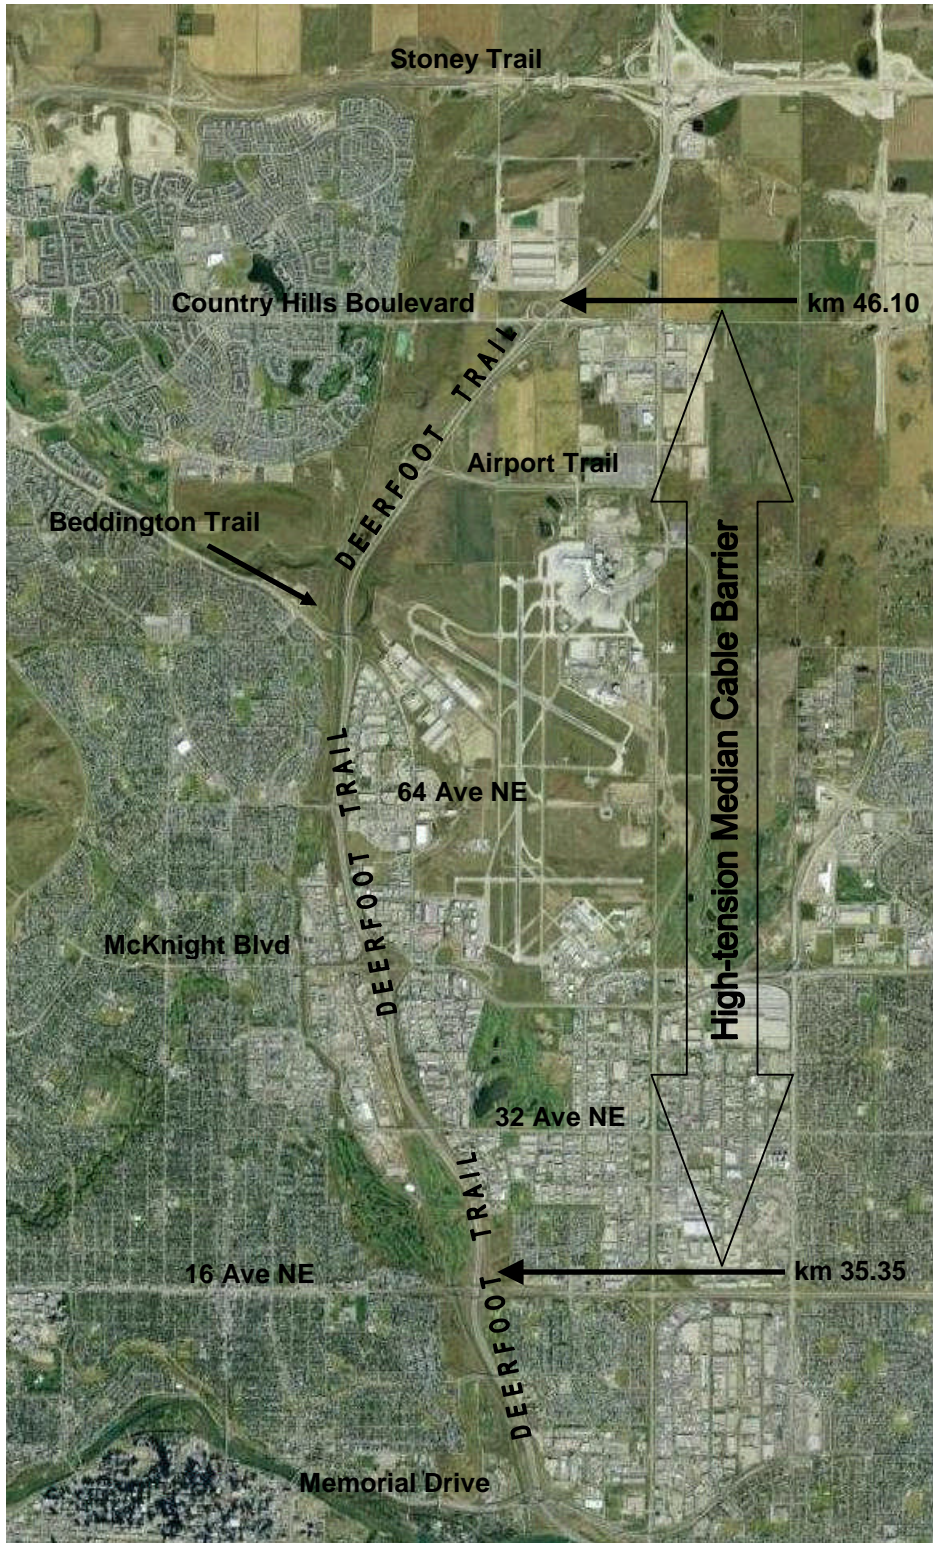 Stoney Trail
Country Hills Boulevard
km 46.10
DEERFOOT TRAIL
Airport Trail
Beddington Trail
High-tension Median Cable Barrier
DEERFOOT TRAIL
64 Ave NE
McKnight Blvd
32 Ave NE
DEERFOOT TRAIL
16 Ave NE
km 35.35
Memorial Drive